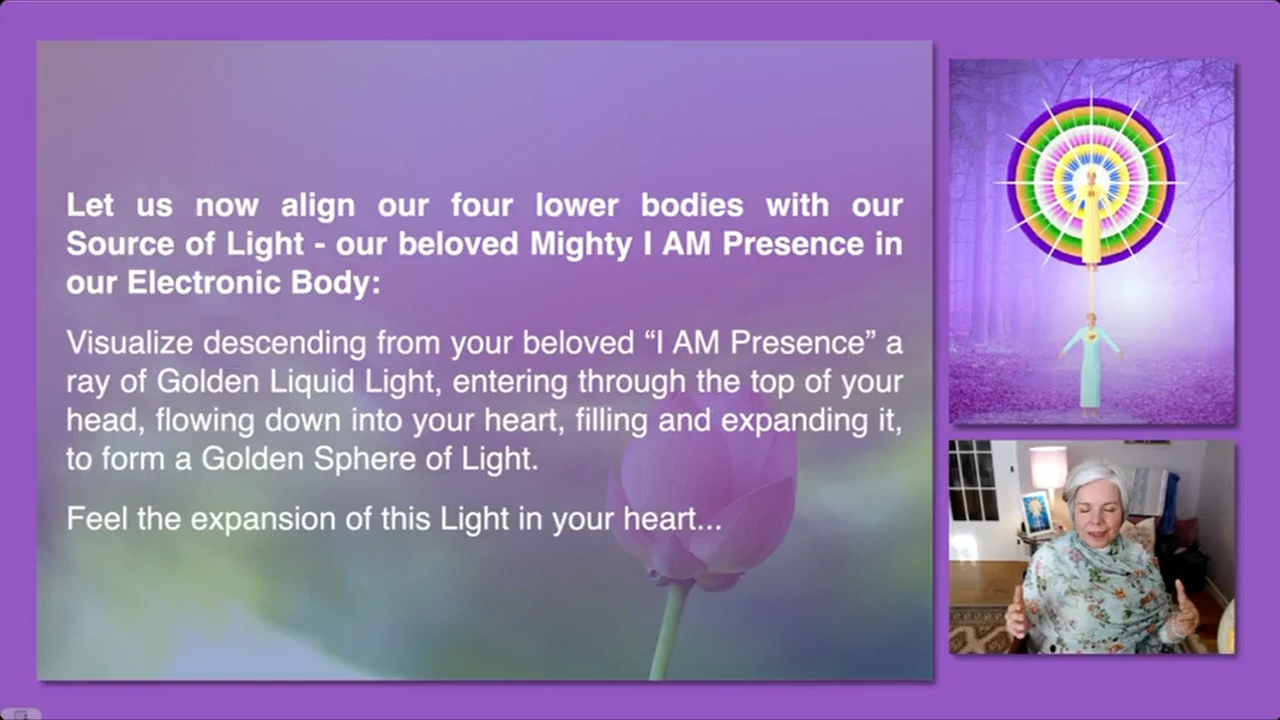 Let us now align our four lower bodies with our
Source of Light - our beloved Mighty I AM Presence in
our Electronic Body:
Visualize descending from your beloved “I AM Presence” a
ray of Golden Liquid Light, entering through the top of your
head, flowing down into your heart, filling and expanding it,
to form a Golden Sphere of Light.
Feel the expansion of this Light in your heart...